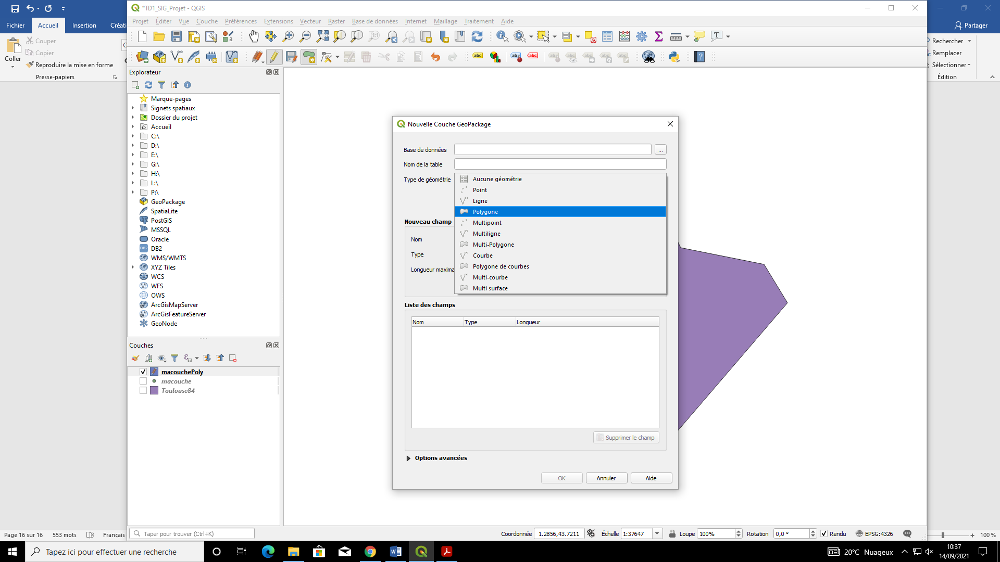 *TD1_SIG_Projet - QGIS
Fichier
Accueil
Insertion
Créati
Partager
Projet Éditer Vue Couche Préférences Extensions Vecteur Raster Base de données Internet Maillage Traitement Aide
Coller
Couper
Copier
Reproduire la mise en forme
Presse-papiers
Rechercher
Remplacer
Sélectionner
Édition
Explorateur
Marque-pages
Signets spatiaux
Dossier du projet
Accueil
C:\
D:\
E:\
G:\
H:\
L:\
P:\
GeoPackage
SpatiaLite
PostGIS
MSSQL
Oracle
DB2
WMS/WMTS
XYZ Tiles
WCS
WFS
OWS
ArcGisMapServer
ArcGisFeatureServer
GeoNode
Couches
macouchePoly
macouche
Toulouse84
Nouvelle Couche GeoPackage
Base de données
...
Nom de la table
Type de géométrie
Aucune géométrie
Point
Ligne
Polygone
Multipoint
Multiligne
Multi-Polygone
Courbe
Polygone de courbes
Multi-courbe
Multi surface
Nouveau champ
Nom
Type
Longueur maxima
Liste des champs
Nom Type Longueur
Supprimer le champ
Options avancées
OK Annuler Aide
Page 16 sur 16 553 mots Français
Taper pour trouver (Ctrl+K)
Coordonnée 1.2856,43.7211 Échelle 1:37647 Loupe 100% Rotation 0,0 ° Rendu EPSG:4326
100 %
Tapez ici pour effectuer une recherche
20°C Nuageux
10:37
14/09/2021